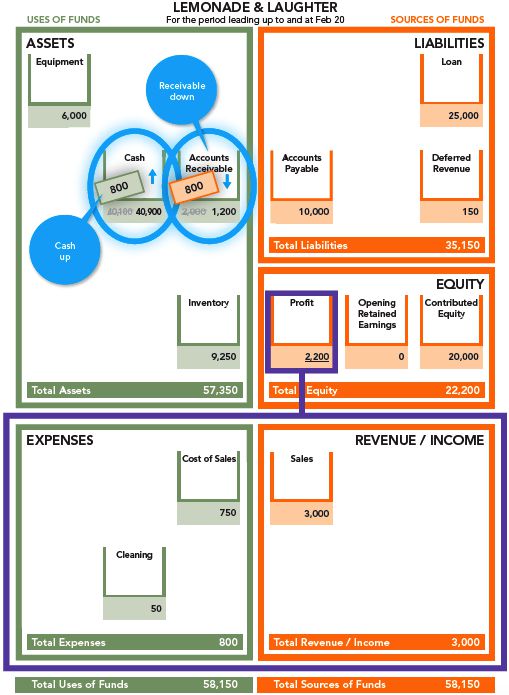 LEMONADE & LAUGHTER
USES OF FUNDS
For the period leading up to and at Feb 20
SOURCES OF FUNDS
ASSETS
Equipment
6,000
Receivable
down
Cash
800
40,100 40,900
Accounts
Receivable
800
2,000 1,200
Cash
up
Inventory
9,250
Total Assets
57,350
LIABILITIES
Loan
25,000
Accounts
Payable
10,000
Deferred
Revenue
150
Total Liabilities
35,150
EQUITY
Profit
2,200
Opening
Retained
Earnings
0
Contributed
Equity
20,000
Total Equity
22,200
EXPENSES
Cost of Sales
750
Cleaning
50
Total Expenses
800
REVENUE / INCOME
Sales
3,000
Total Revenue / Income
3,000
Total Uses of Funds
58,150
Total Sources of Funds
58,150